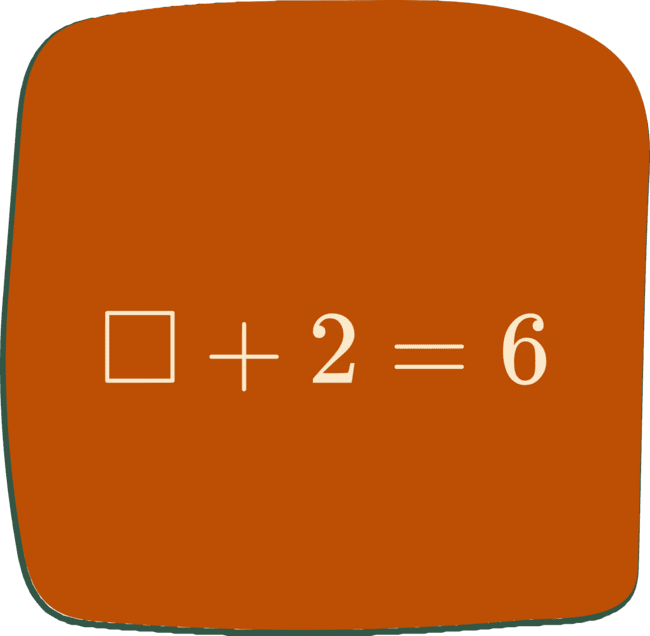 □ + 2 = 6